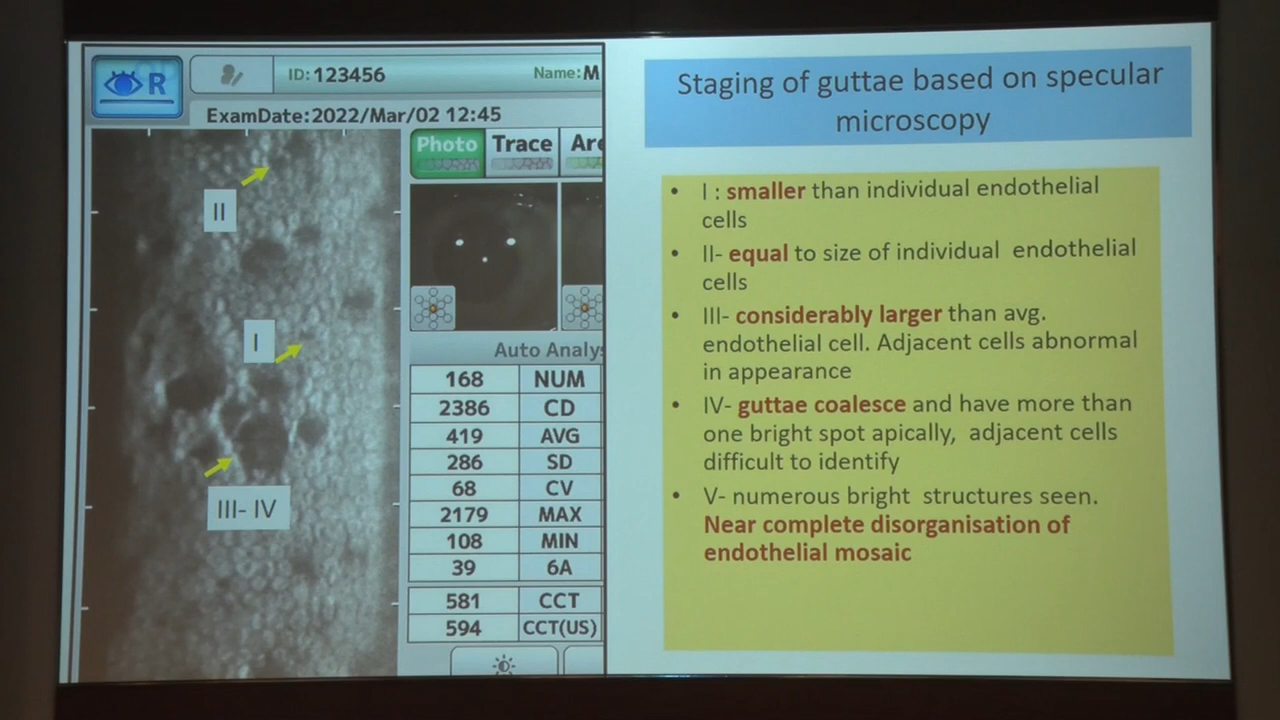 R
ID:123456
Name:M
ExamDate:2022/Mar/02 12:45
Photo
Trace
Are
II
I
III- IV
Auto Analys
168 NUM
2386 CD
419 AVG
286 SD
68 CV
2179 MAX
108 MIN
39 6A
581 CCT
594 CCT(US)
Staging of guttae based on specular
microscopy
• I : smaller than individual endothelial
cells
• II- equal to size of individual endothelial
cells
• III- considerably larger than avg.
endothelial cell. Adjacent cells abnormal
in appearance
• IV- guttae coalesce and have more than
one bright spot apically, adjacent cells
difficult to identify
• V- numerous bright structures seen.
Near complete disorganisation of
endothelial mosaic